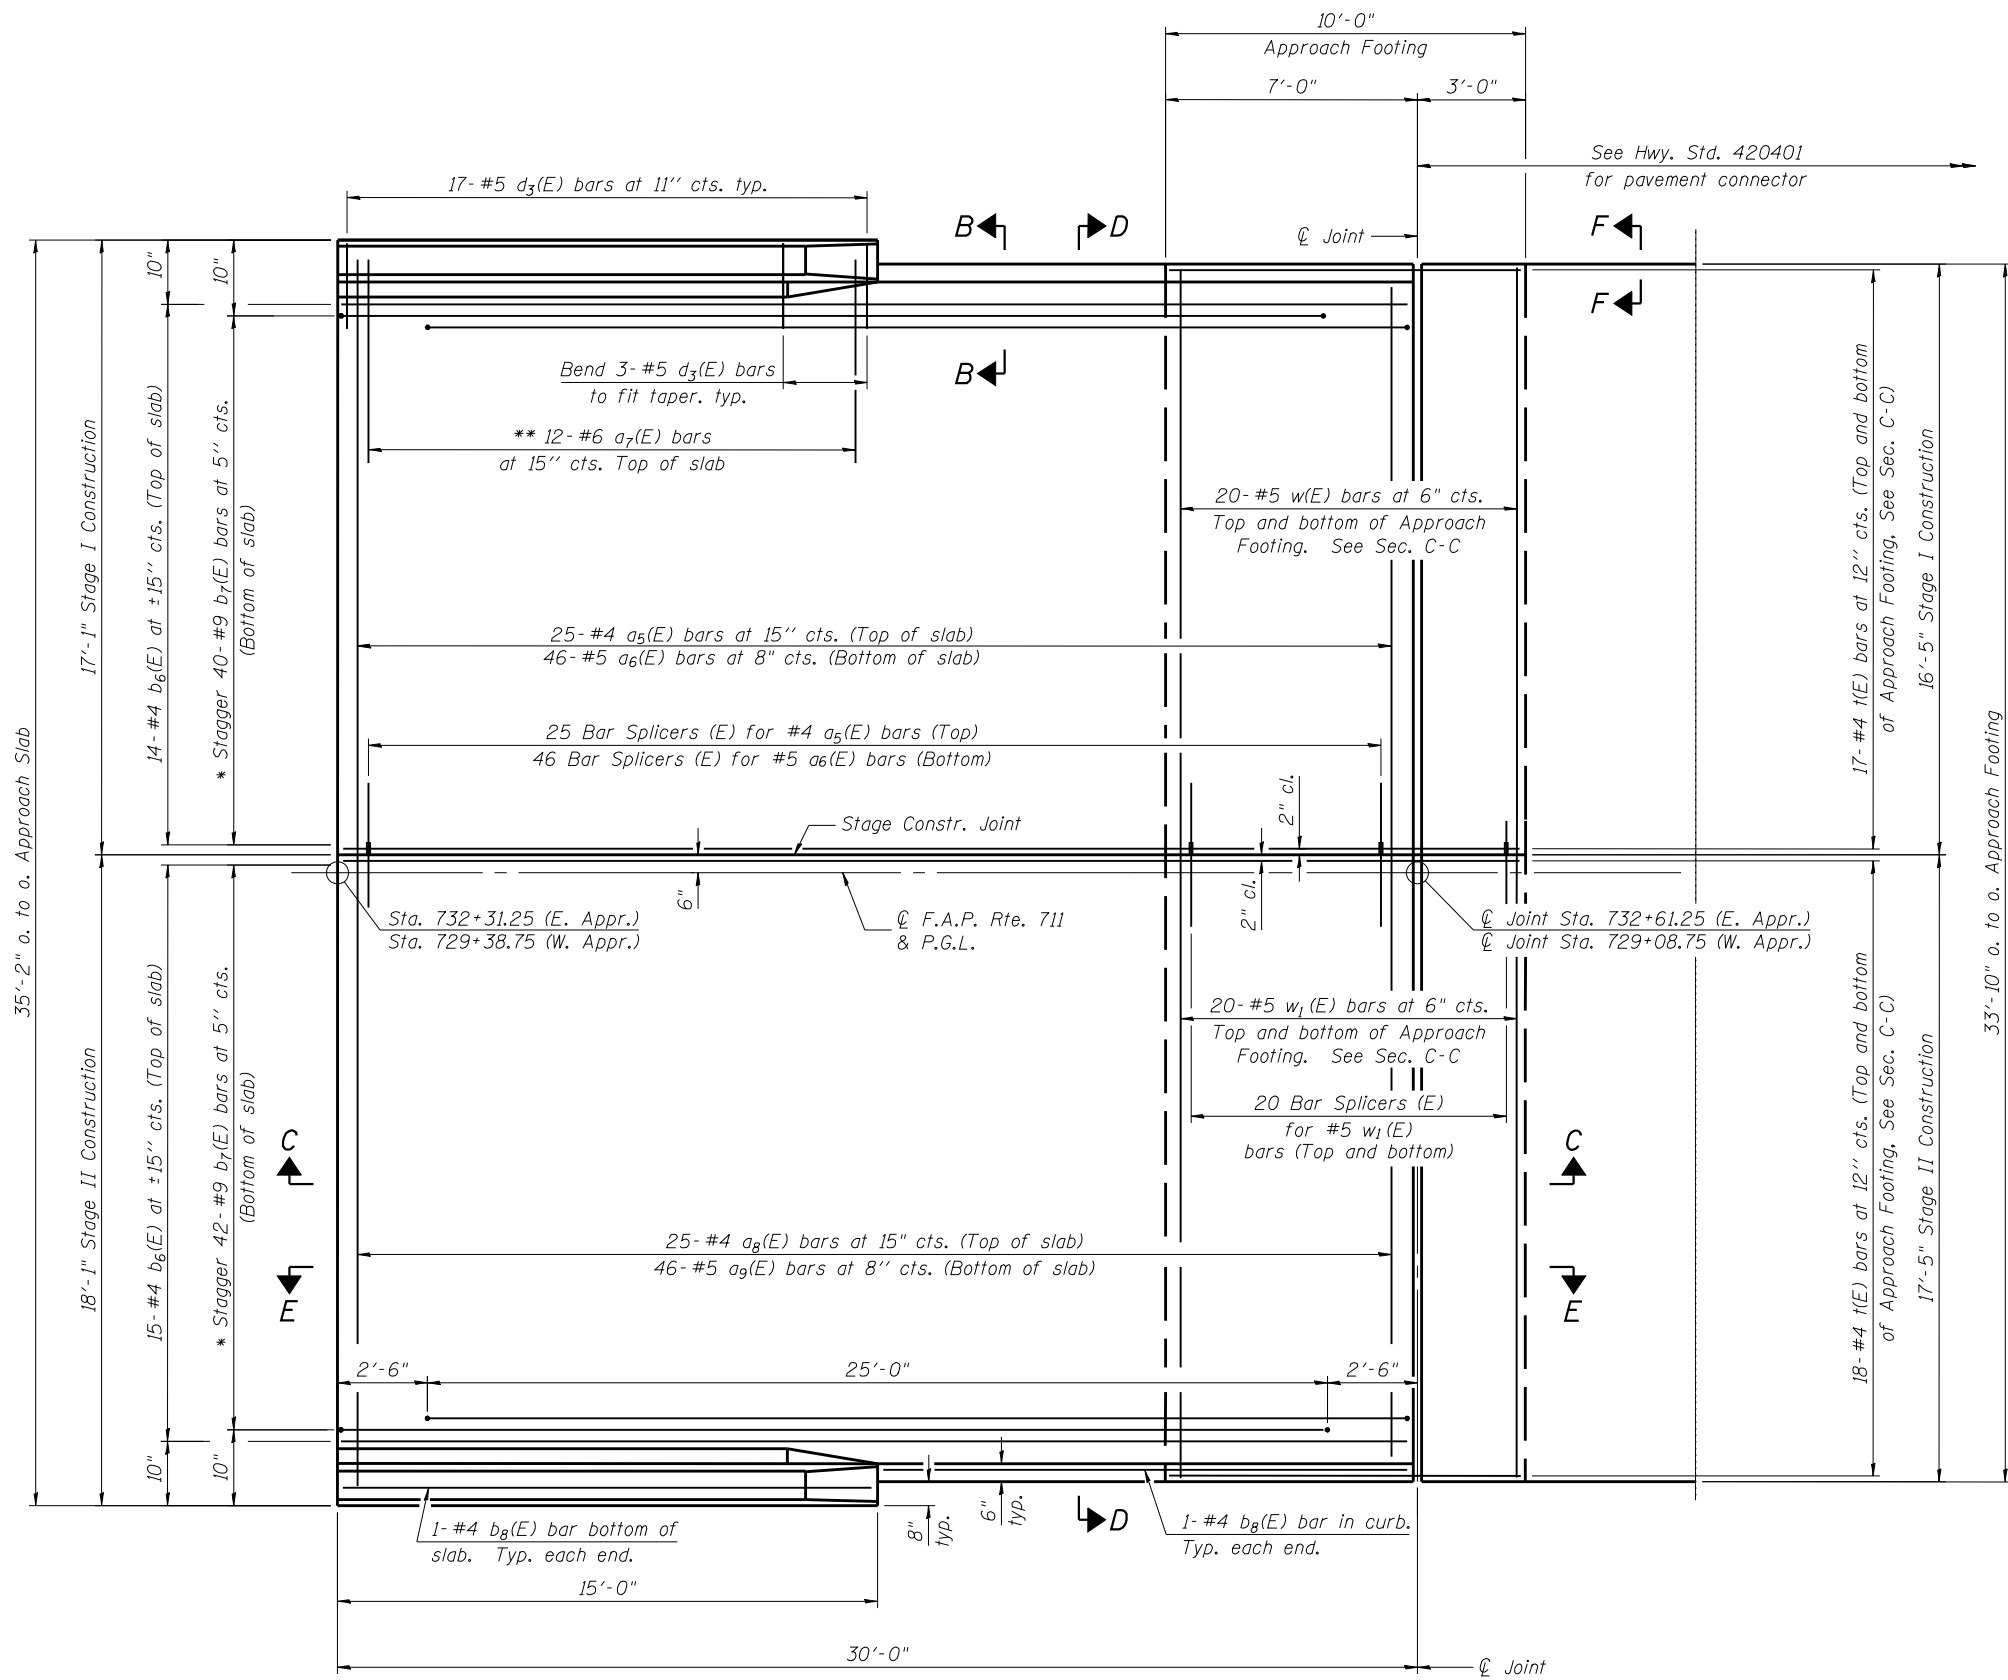 10'-0"
Approach Footing
7'-0"
3'-0"
See Hwy. Std. 420401
for pavement connector
17-#5 d3(E) bars at 11" cts. typ.
B
D
℄ Joint
F
F
10"
10"
B
Bend 3-#5 d3(E) bars
to fit taper. typ.
** 12-#6 a7(E) bars
at 15" cts. Top of slab
20-#5 w(E) bars at 6" cts.
Top and bottom of Approach
Footing. See Sec. C-C
17'-1" Stage I Construction
14-#4 b6(E) at ±15" cts. (Top of slab)
* Stagger 40-#9 b7(E) bars at 5" cts.
(Bottom of slab)
17-#4 t(E) bars at 12" cts. (Top and bottom
of Approach Footing, See Sec. C-C)
16'-5" Stage I Construction
25-#4 a5(E) bars at 15" cts. (Top of slab)
46-#5 a6(E) bars at 8" cts. (Bottom of slab)
25 Bar Splicers (E) for #4 a5(E) bars (Top)
46 Bar Splicers (E) for #5 a6(E) bars (Bottom)
35'-2" o. to o. Approach Slab
33'-10" o. to o. Approach Footing
2" cl.
Stage Constr. Joint
6"
2" cl.
Sta. 732+31.25 (E. Appr.)
Sta. 729+38.75 (W. Appr.)
℄ F.A.P. Rte. 711
& P.G.L.
℄ Joint Sta. 732+61.25 (E. Appr.)
℄ Joint Sta. 729+08.75 (W. Appr.)
20-#5 w1(E) bars at 6" cts.
Top and bottom of Approach
Footing. See Sec. C-C
20 Bar Splicers (E)
for #5 w1(E)
bars (Top and bottom)
18'-1" Stage II Construction
15-#4 b6(E) at ±15" cts. (Top of slab)
* Stagger 42-#9 b7(E) bars at 5" cts.
(Bottom of slab)
18-#4 t(E) bars at 12" cts. (Top and bottom
of Approach Footing, See Sec. C-C)
17'-5" Stage II Construction
C
C
25-#4 a8(E) bars at 15" cts. (Top of slab)
46-#5 a9(E) bars at 8" cts. (Bottom of slab)
E
E
2'-6"
25'-0"
2'-6"
10"
10"
1-#4 b8(E) bar bottom of
slab. Typ. each end.
8"
typ.
6"
typ.
D
1-#4 b8(E) bar in curb.
Typ. each end.
15'-0"
30'-0"
℄ Joint